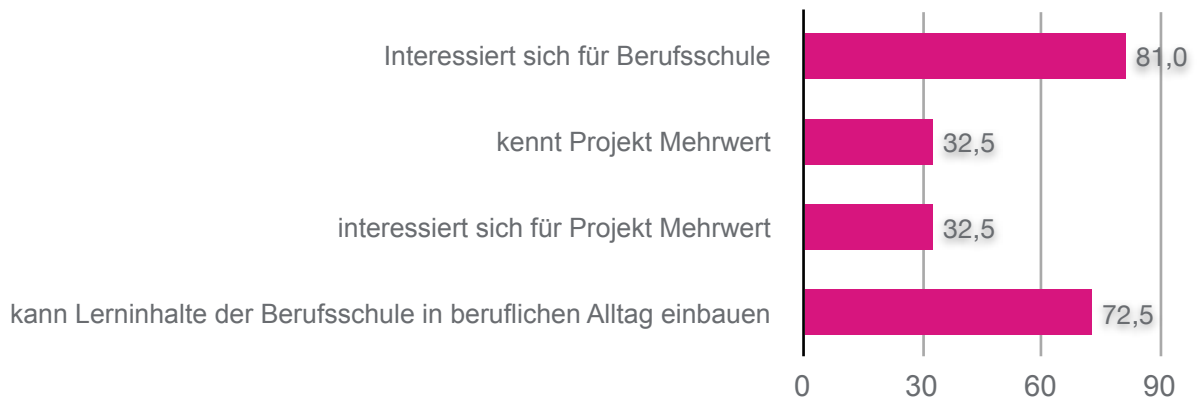 Interessiert sich für Berufsschule
81,0
kennt Projekt Mehrwert
32,5
interessiert sich für Projekt Mehrwert
32,5
kann Lerninhalte der Berufsschule in beruflichen Alltag einbauen
72,5
0 30 60 90